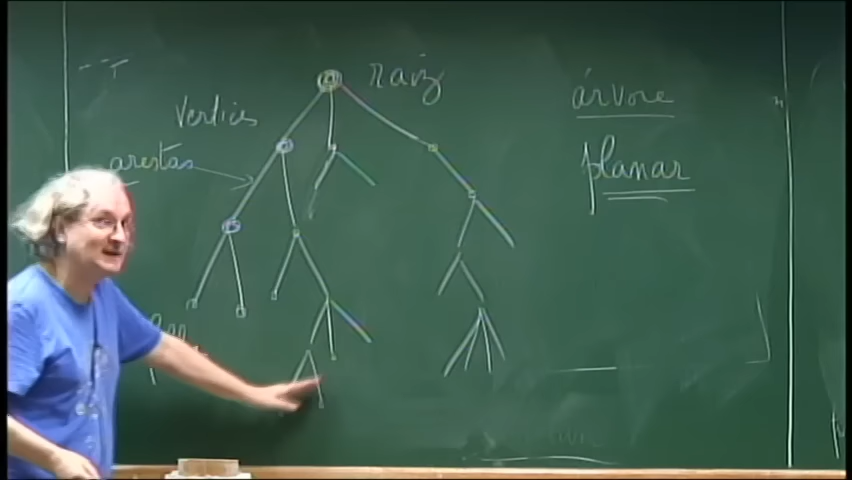 raiz
vertices
arestas
árvore
planar